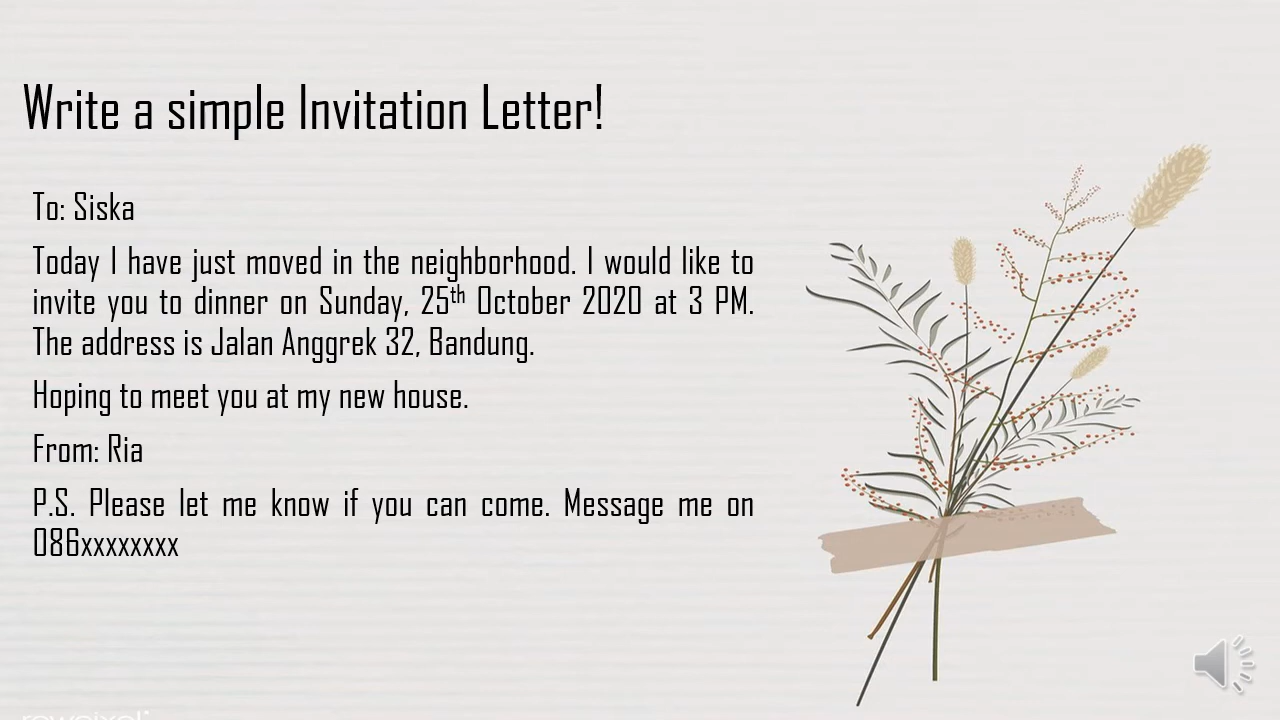 Write a simple Invitation Letter!
To: Siska
Today I have just moved in the neighborhood. I would like to
invite you to dinner on Sunday, 25th October 2020 at 3 PM.
The address is Jalan Anggrek 32, Bandung.
Hoping to meet you at my new house.
From: Ria
P.S. Please let me know if you can come. Message me on
086xxxxxxxx